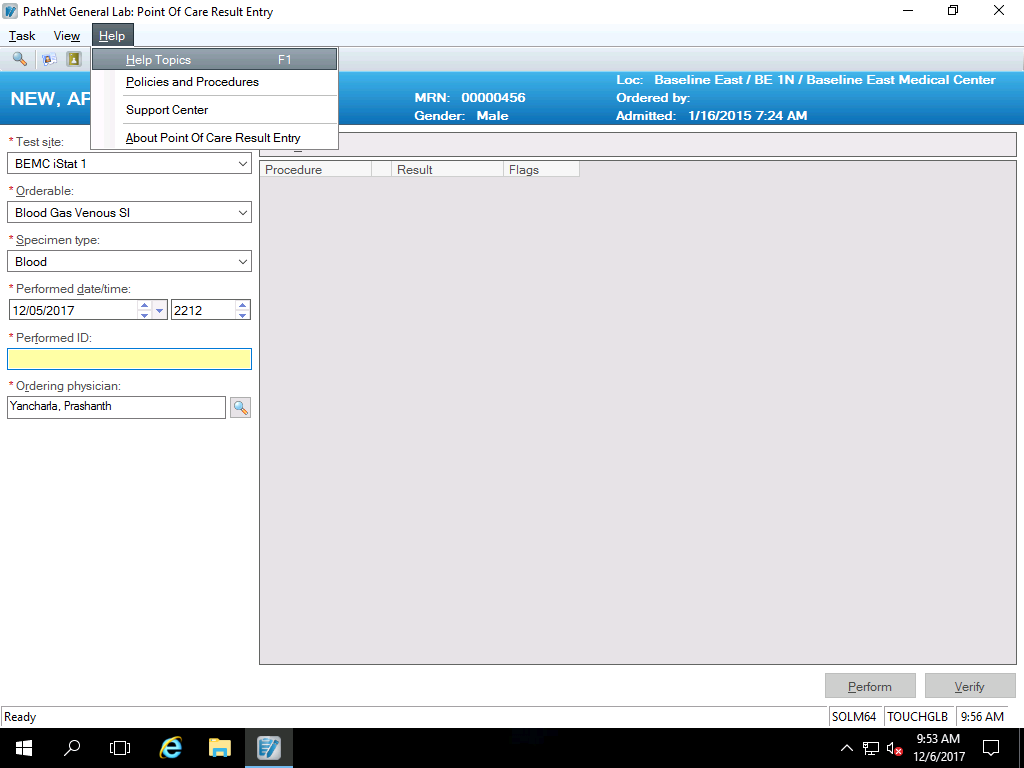 PathNet General Lab: Point Of Care Result Entry
Task View Help
Help Topics F1
Policies and Procedures
Support Center
About Point Of Care Result Entry
NEW, AP
MRN: 00000456
Gender: Male
Loc: Baseline East / BE 1N / Baseline East Medical Center
Ordered by:
Admitted: 1/16/2015 7:24 AM
* Test site:
BEMC iStat 1
* Orderable:
Blood Gas Venous SI
* Specimen type:
Blood
* Performed date/time:
12/05/2017 2212
* Performed ID:
* Ordering physician:
Yancharla, Prashanth
Procedure Result Flags
Perform Verify
Ready SOLM64 TOUCHGLB 9:56 AM
9:53 AM
12/6/2017